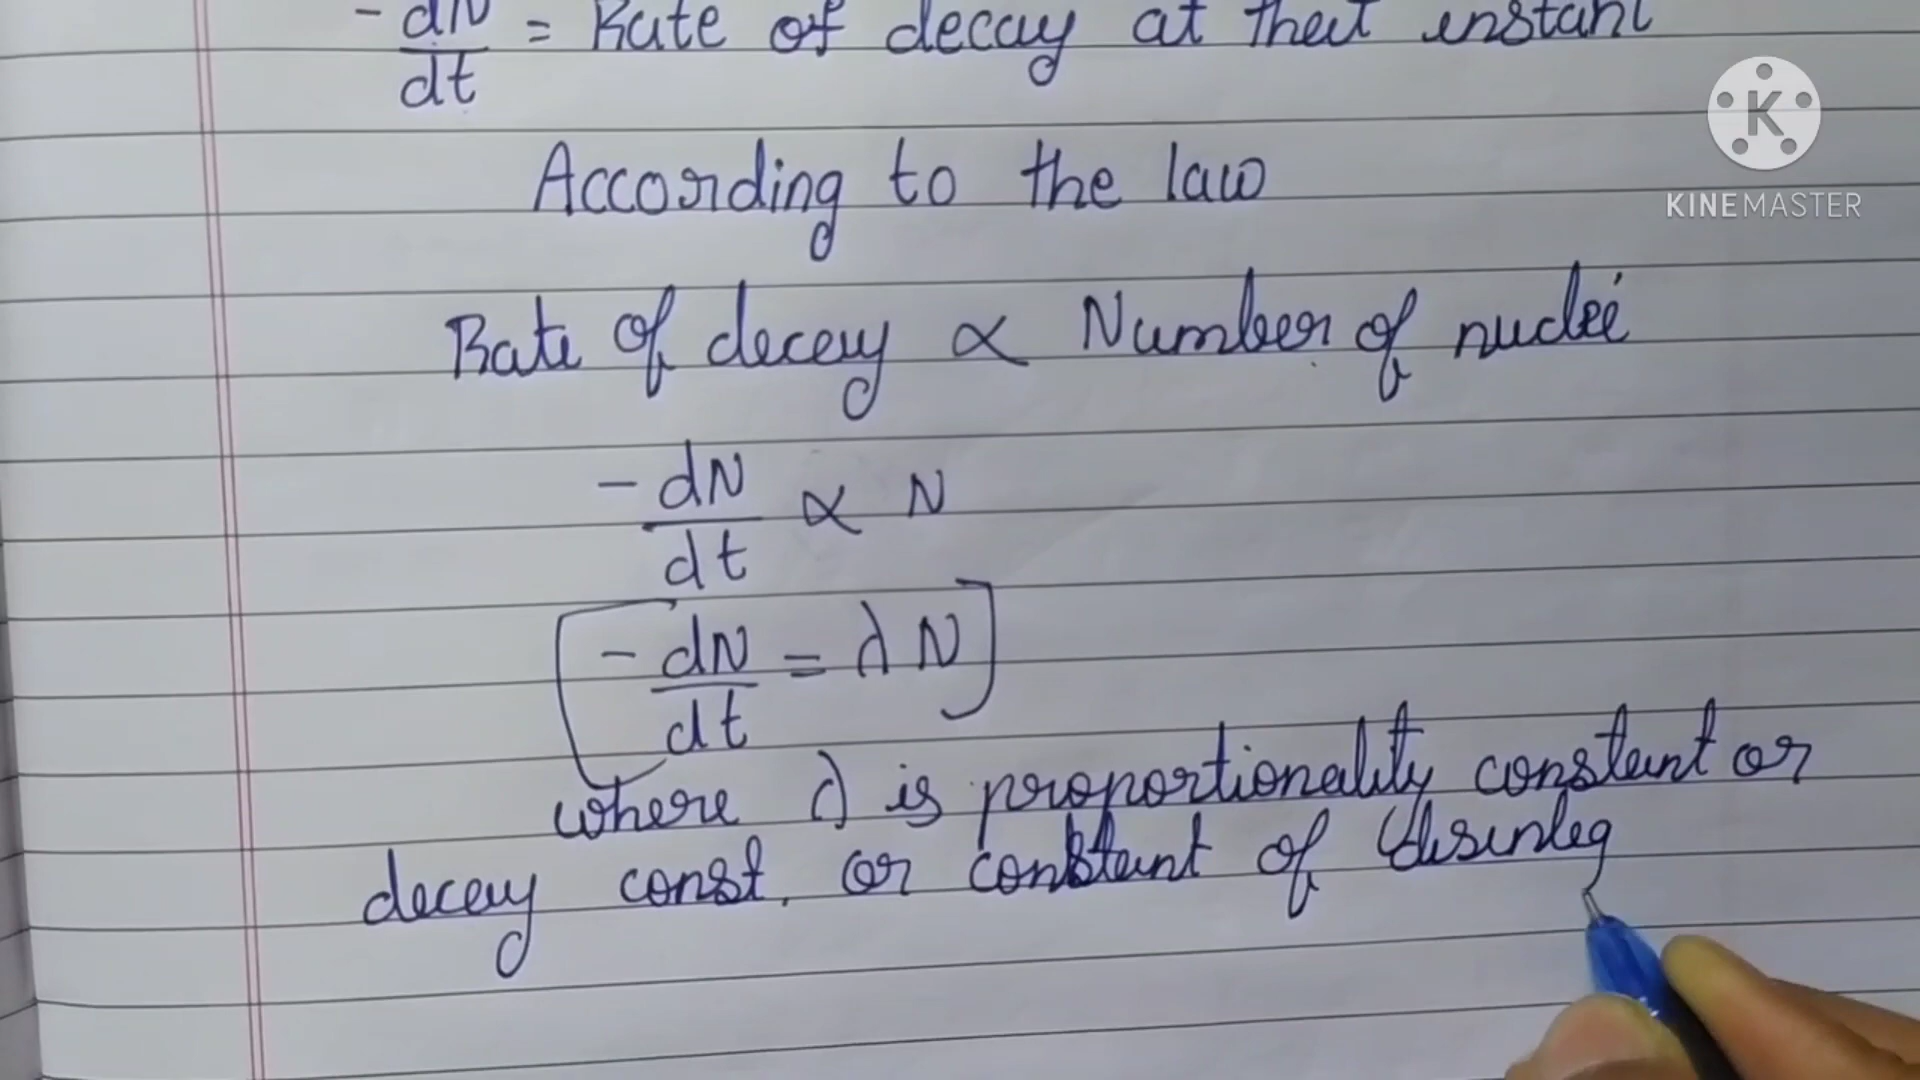 -dN/dt = Rate of decay at that instant
According to the law
Rate of decay ∝ Number of nuclei
-dN/dt ∝ N
-dN/dt = λN
where λ is proportionality constant or
decay const. or constant of disinteg
K
KINEMASTER